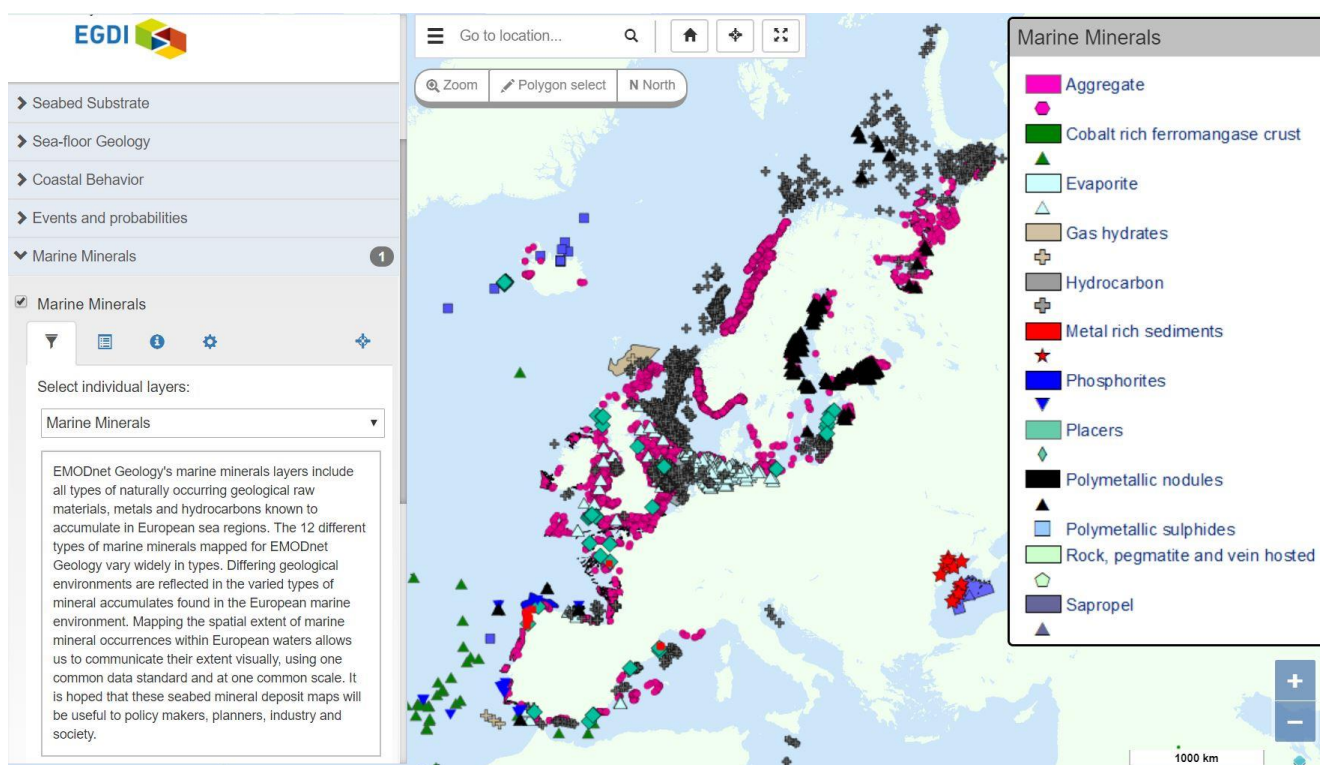 EGDI
Seabed Substrate
Sea-floor Geology
Coastal Behavior
Events and probabilities
Marine Minerals
1
Marine Minerals
Select individual layers:
Marine Minerals
EMODnet Geology's marine minerals layers include
all types of naturally occurring geological raw
materials, metals and hydrocarbons known to
accumulate in European sea regions. The 12 different
types of marine minerals mapped for EMODnet
Geology vary widely in types. Differing geological
environments are reflected in the varied types of
mineral accumulates found in the European marine
environment. Mapping the spatial extent of marine
mineral occurrences within European waters allows
us to communicate their extent visually, using one
common data standard and at one common scale. It
is hoped that these seabed mineral deposit maps will
be useful to policy makers, planners, industry and
society.
Go to location...
Zoom
Polygon select
N North
Marine Minerals
Aggregate
Cobalt rich ferromangase crust
Evaporite
Gas hydrates
Hydrocarbon
Metal rich sediments
Phosphorites
Placers
Polymetallic nodules
Polymetallic sulphides
Rock, pegmatite and vein hosted
Sapropel
+
−
1000 km